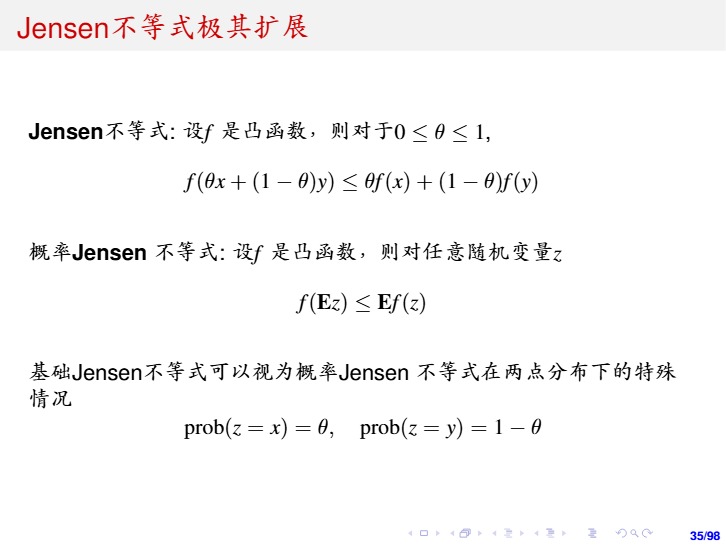 Jensen不等式极其扩展
Jensen不等式: 设f 是凸函数，则对于0 ≤ θ ≤ 1,
f(θx + (1 − θ)y) ≤ θf(x) + (1 − θ)f(y)
概率Jensen 不等式: 设f 是凸函数，则对任意随机变量z
f(Ez) ≤ Ef(z)
基础Jensen不等式可以视为概率Jensen 不等式在两点分布下的特殊
情况
prob(z = x) = θ, prob(z = y) = 1 − θ
35/98